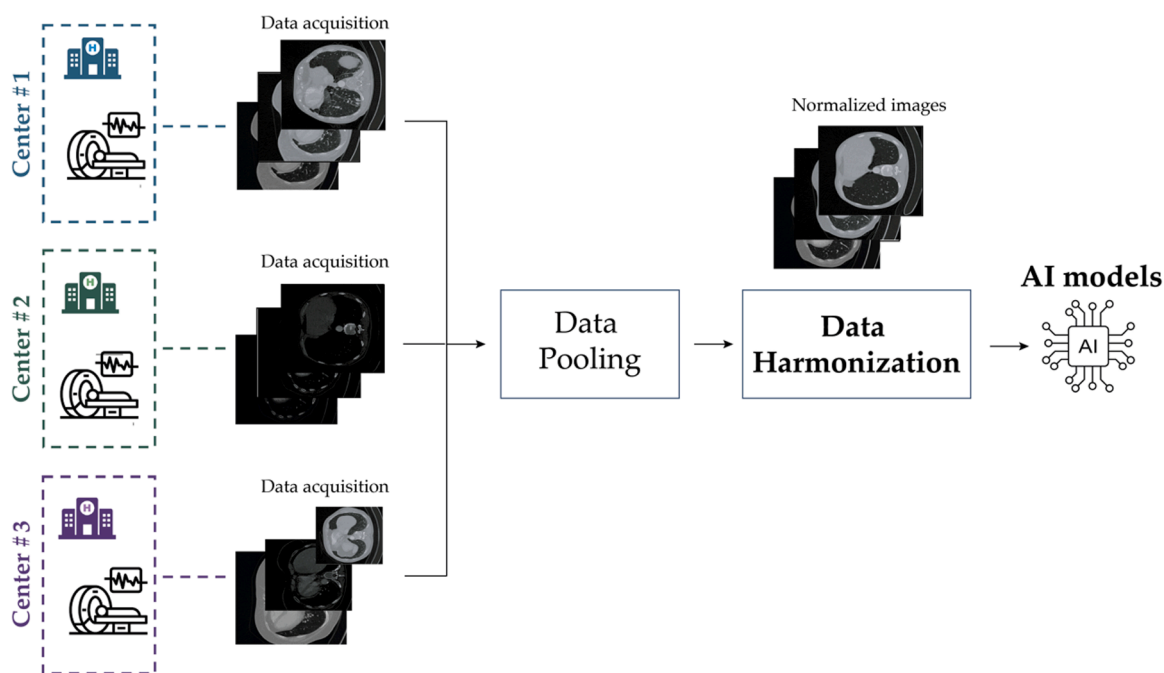 Center #1
H
Data acquisition
Center #2
H
Data acquisition
Center #3
H
Data acquisition
Data
Pooling
Normalized images
Data
Harmonization
AI models
AI